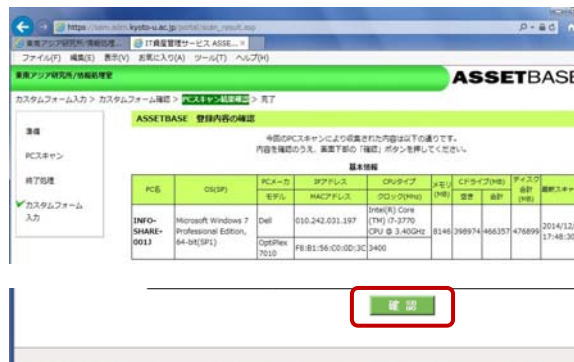 https://sam.adm.kyoto-u.ac.jp/portal/scan_result.asp
東南アジア研究所/情報処理...
IT資産管理サービス ASSE... ×
ファイル(F) 編集(E) 表示(V) お気に入り(A) ツール(T) ヘルプ(H)
東南アジア研究所/情報処理室
ASSETBASE
カスタムフォーム入力 > カスタムフォーム確認 > PCスキャン結果確認 > 完了
準備
PCスキャン
終了処理
カスタムフォーム
入力
ASSETBASE 登録内容の確認
今回のPCスキャンにより収集された内容は以下の通りです。
内容を確認のうえ、画面下部の「確認」ボタンを押してください。
基本情報
PC名 OS(SP) PCメーカ IPアドレス CPUタイプ メモリ(MB) Cドライブ(MB) ディスク合計(MB) 最新スキャ
モデル MACアドレス クロック(Mhz) 空き 合計
INFO-SHARE-001J Microsoft Windows 7 Professional Edition, 64-bit(SP1) Dell 010.242.031.197 Intel(R) Core (TM) i7-3770 CPU @ 3.40GHz 8146 398974 466357 476899 2014/12/ 17:48:30
OptiPlex 7010 F8:B1:56:C0:0D:3C 3400
確認